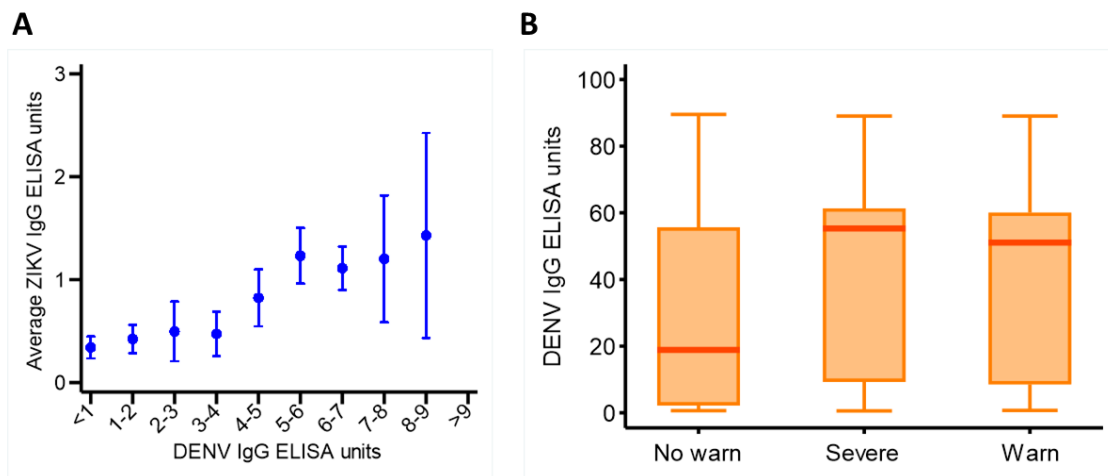 A
Average ZIKV IgG ELISA units
3
2
1
0
<1
1-2
2-3
3-4
4-5
5-6
6-7
7-8
8-9
>9
DENV IgG ELISA units
B
DENV IgG ELISA units
100
80
60
40
20
0
No warn
Severe
Warn